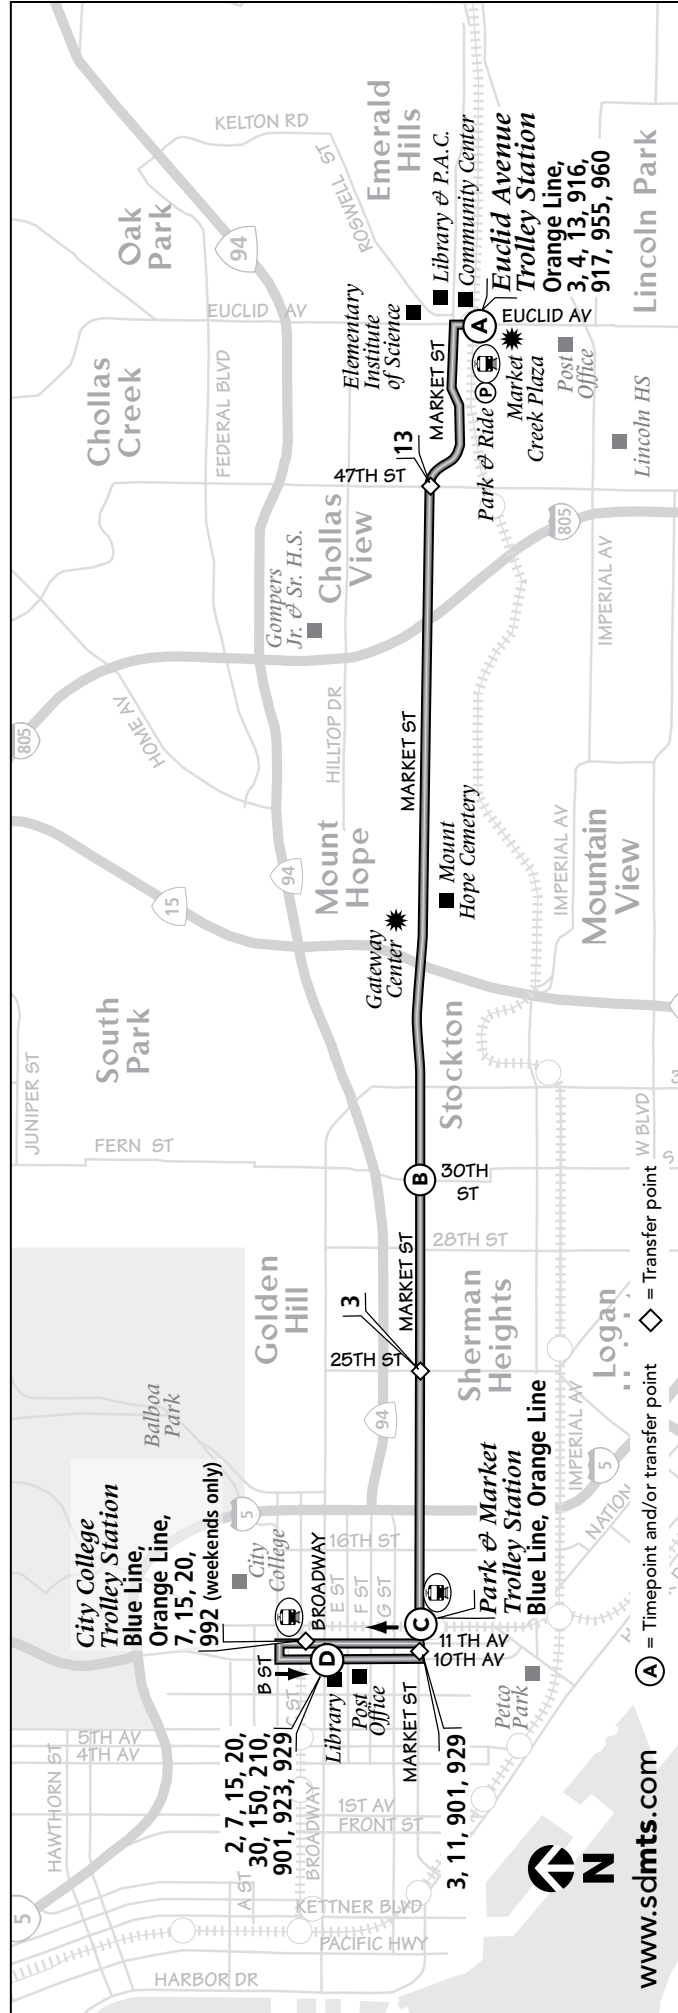 KELTON RD
ROSWELL ST
Emerald
Hills
Library & P.A.C.
Community Center
Oak
Park
94
EUCLID AV
Elementary
Institute
of Science
Euclid Avenue
Trolley Station
Orange Line,
3, 4, 13, 916,
917, 955, 960
Lincoln Park
A
EUCLID AV
Chollas
Creek
FEDERAL BLVD
MARKET ST
Park & Ride P
Market
Creek Plaza
Post
Office
Lincoln HS
13
47TH ST
Gompers
Jr. & Sr. H.S.
Chollas
View
805
IMPERIAL AV
805
HOME AV
HILLTOP DR
MARKET ST
Mount
Hope
94
15
Mount
Hope Cemetery
IMPERIAL AV
Mountain
View
Gateway
Center
South
Park
JUNIPER ST
FERN ST
Stockton
B
30TH
ST
28TH ST
W BLVD
S
Golden
Hill
MARKET ST
3
25TH ST
Sherman
Heights
Logan
Balboa
Park
94
IMPERIAL AV
5
NATION
City College
Trolley Station
Blue Line,
Orange Line,
7, 15, 20,
992 (weekends only)
5
City
College
16TH ST
BROADWAY
E ST
F ST
G ST
C
Park & Market
Trolley Station
Blue Line, Orange Line
11 TH AV
10TH AV
B ST
C ST
D
Library
Post
Office
MARKET ST
Petco
Park
2, 7, 15, 20,
30, 150, 210,
901, 923, 929
3, 11, 901, 929
5TH AV
4TH AV
HAWTHORN ST
1ST AV
FRONT ST
BROADWAY
A ST
KETTNER BLVD
PACIFIC HWY
HARBOR DR
5
N
www.sdmts.com
A = Timepoint and/or transfer point
= Transfer point